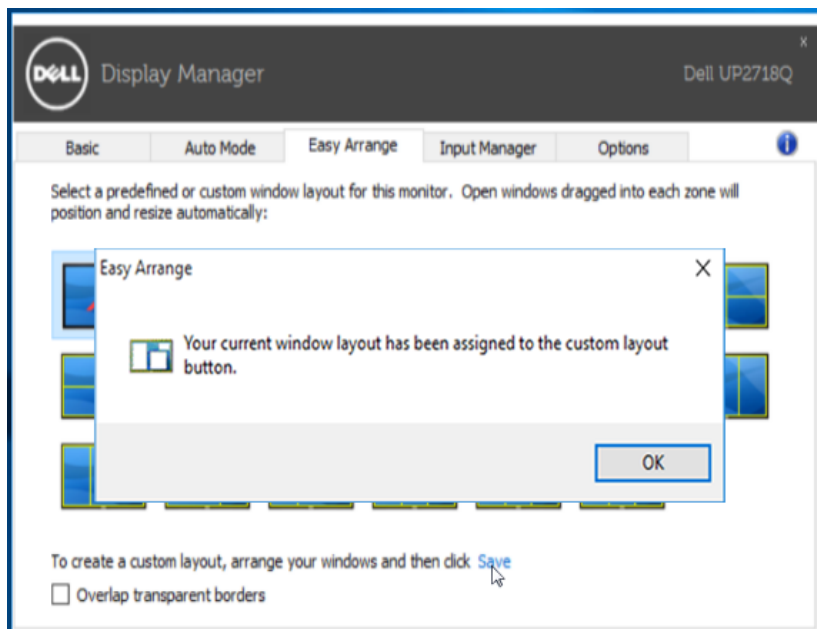 x
DELL Display Manager Dell UP2718Q
Basic Auto Mode Easy Arrange Input Manager Options i
Select a predefined or custom window layout for this monitor. Open windows dragged into each zone will
position and resize automatically:
Easy Arrange
Your current window layout has been assigned to the custom layout
button.
OK
To create a custom layout, arrange your windows and then click Save
Overlap transparent borders